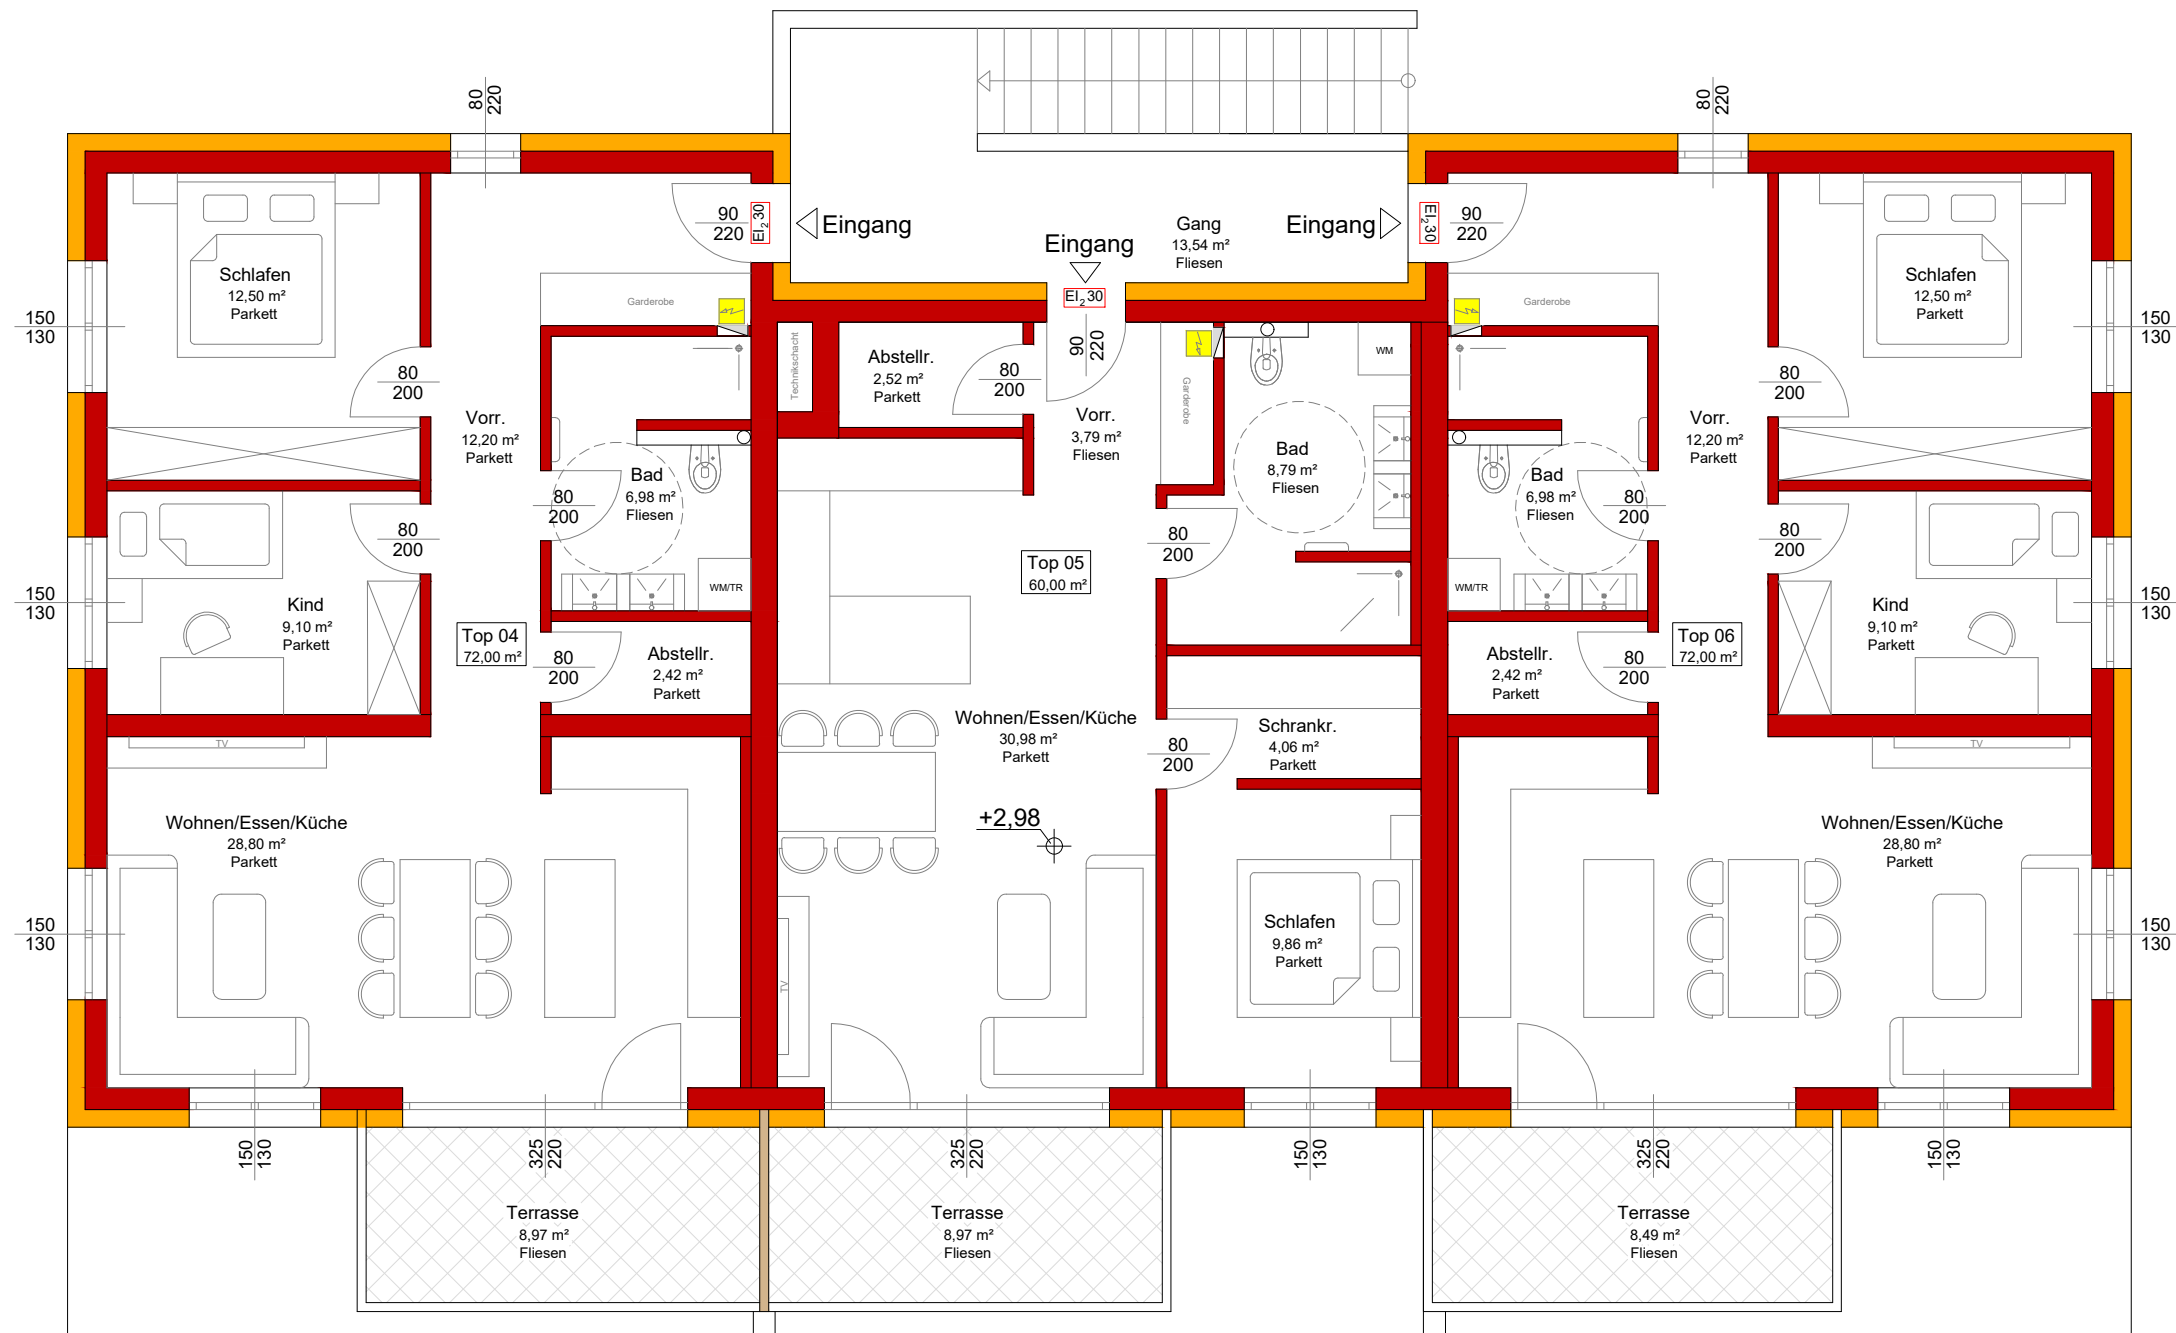 80
220
80
220
Eingang
Eingang
Eingang
Gang
13,54 m²
Fliesen
90
220
EI₂30
90
220
EI₂30
EI₂30
90
220
Schlafen
12,50 m²
Parkett
Garderobe
150
130
80
200
Vorr.
12,20 m²
Parkett
Bad
6,98 m²
Fliesen
80
200
80
200
WM/TR
Kind
9,10 m²
Parkett
150
130
Top 04
72,00 m²
80
200
Abstellr.
2,42 m²
Parkett
TV
Wohnen/Essen/Küche
28,80 m²
Parkett
150
130
150
130
325
220
Terrasse
8,97 m²
Fliesen
Technikschacht
Abstellr.
2,52 m²
Parkett
80
200
Vorr.
3,79 m²
Fliesen
Garderobe
WM
Bad
8,79 m²
Fliesen
80
200
Top 05
60,00 m²
Wohnen/Essen/Küche
30,98 m²
Parkett
80
200
Schrankr.
4,06 m²
Parkett
+2,98
TV
Schlafen
9,86 m²
Parkett
325
220
150
130
Terrasse
8,97 m²
Fliesen
Garderobe
Schlafen
12,50 m²
Parkett
150
130
80
200
Vorr.
12,20 m²
Parkett
Bad
6,98 m²
Fliesen
80
200
80
200
WM/TR
Kind
9,10 m²
Parkett
150
130
Top 06
72,00 m²
80
200
Abstellr.
2,42 m²
Parkett
TV
Wohnen/Essen/Küche
28,80 m²
Parkett
150
130
325
220
150
130
Terrasse
8,49 m²
Fliesen